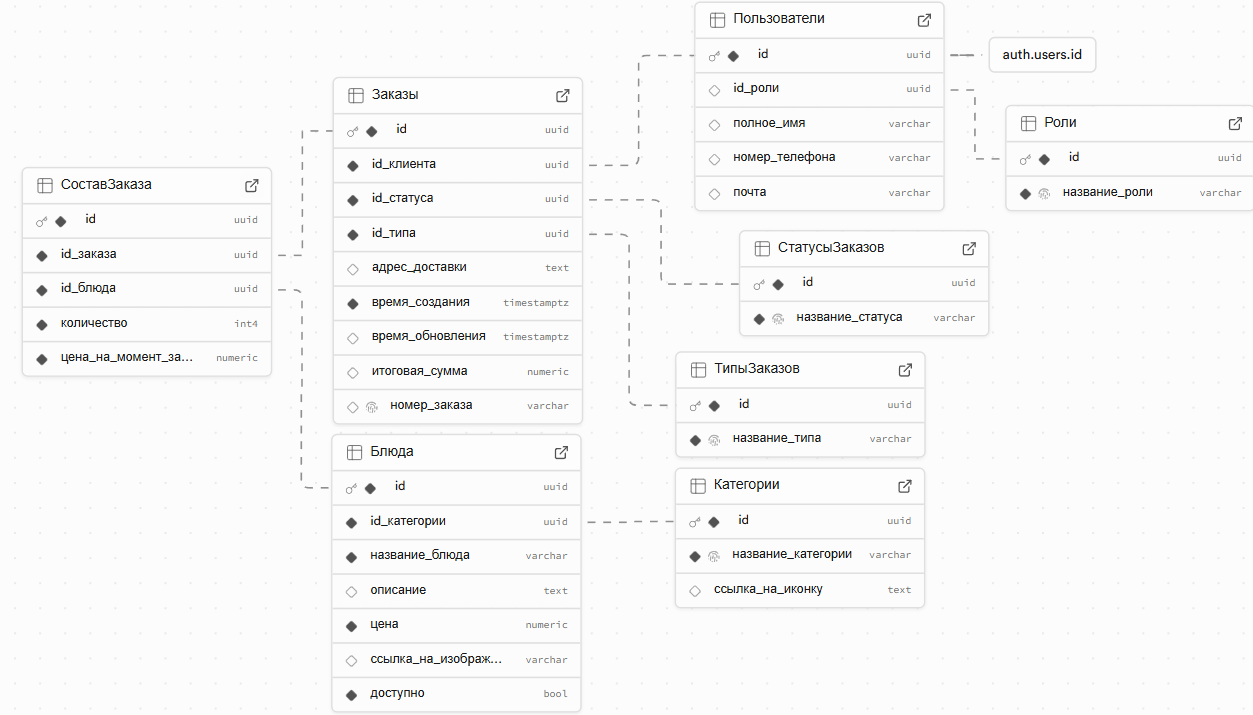 СоставЗаказа
id uuid
id_заказа uuid
id_блюда uuid
количество int4
цена_на_момент_за... numeric
Заказы
id uuid
id_клиента uuid
id_статуса uuid
id_типа uuid
адрес_доставки text
время_создания timestamptz
время_обновления timestamptz
итоговая_сумма numeric
номер_заказа varchar
Блюда
id uuid
id_категории uuid
название_блюда varchar
описание text
цена numeric
ссылка_на_изображ... varchar
доступно bool
Пользователи
id uuid
id_роли uuid
полное_имя varchar
номер_телефона varchar
почта varchar
auth.users.id
Роли
id uuid
название_роли varchar
СтатусыЗаказов
id uuid
название_статуса varchar
ТипыЗаказов
id uuid
название_типа varchar
Категории
id uuid
название_категории varchar
ссылка_на_иконку text